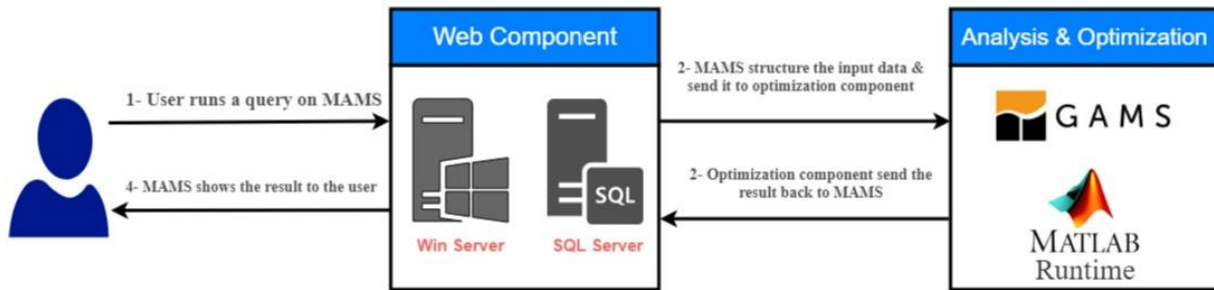 Web Component
Analysis & Optimization
1- User runs a query on MAMS
2- MAMS structure the input data &
send it to optimization component
GAMS
4- MAMS shows the result to the user
SQL
2- Optimization component send the
result back to MAMS
Win Server
SQL Server
MATLAB
Runtime